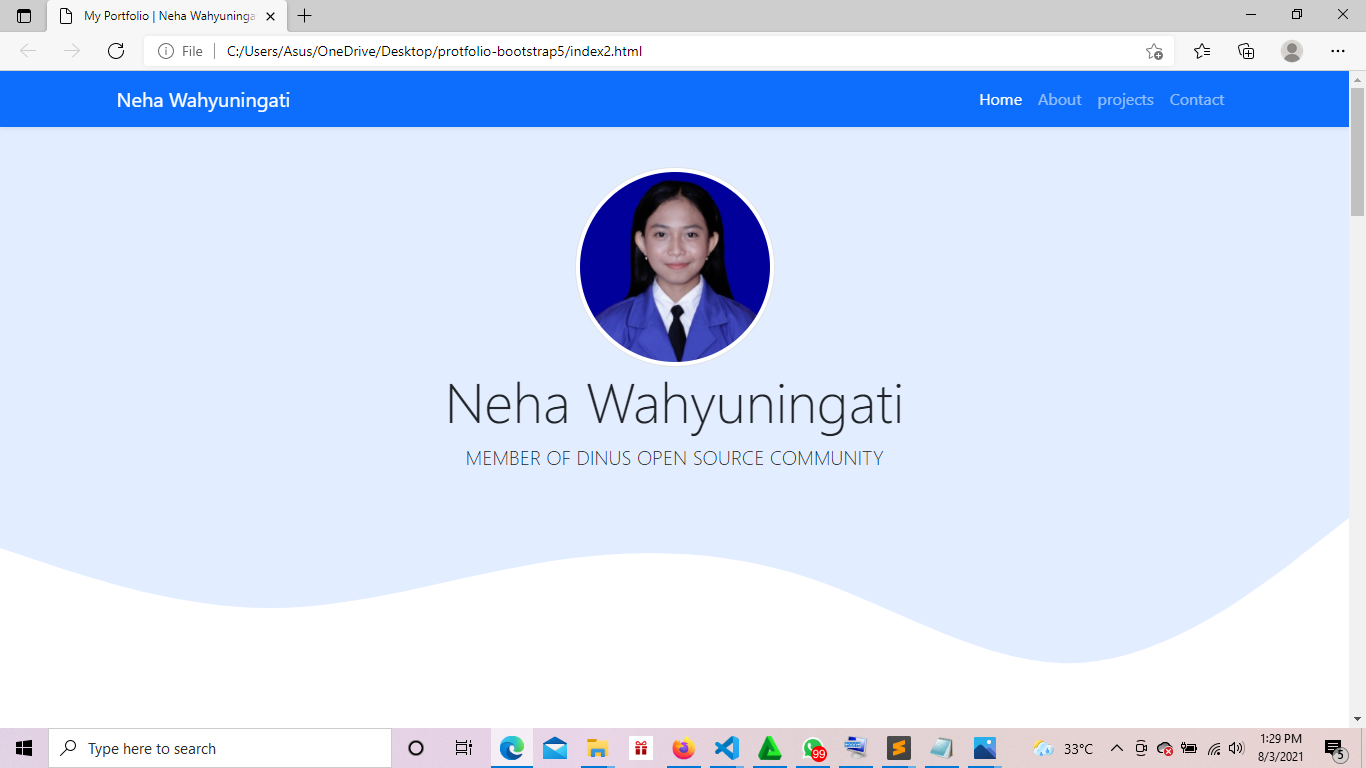 My Portfolio | Neha Wahyuninga
File
C:/Users/Asus/OneDrive/Desktop/protfolio-bootstrap5/index2.html
Neha Wahyuningati
Home About projects Contact
Neha Wahyuningati
MEMBER OF DINUS OPEN SOURCE COMMUNITY
Type here to search
99
33°C
1:29 PM
8/3/2021
5